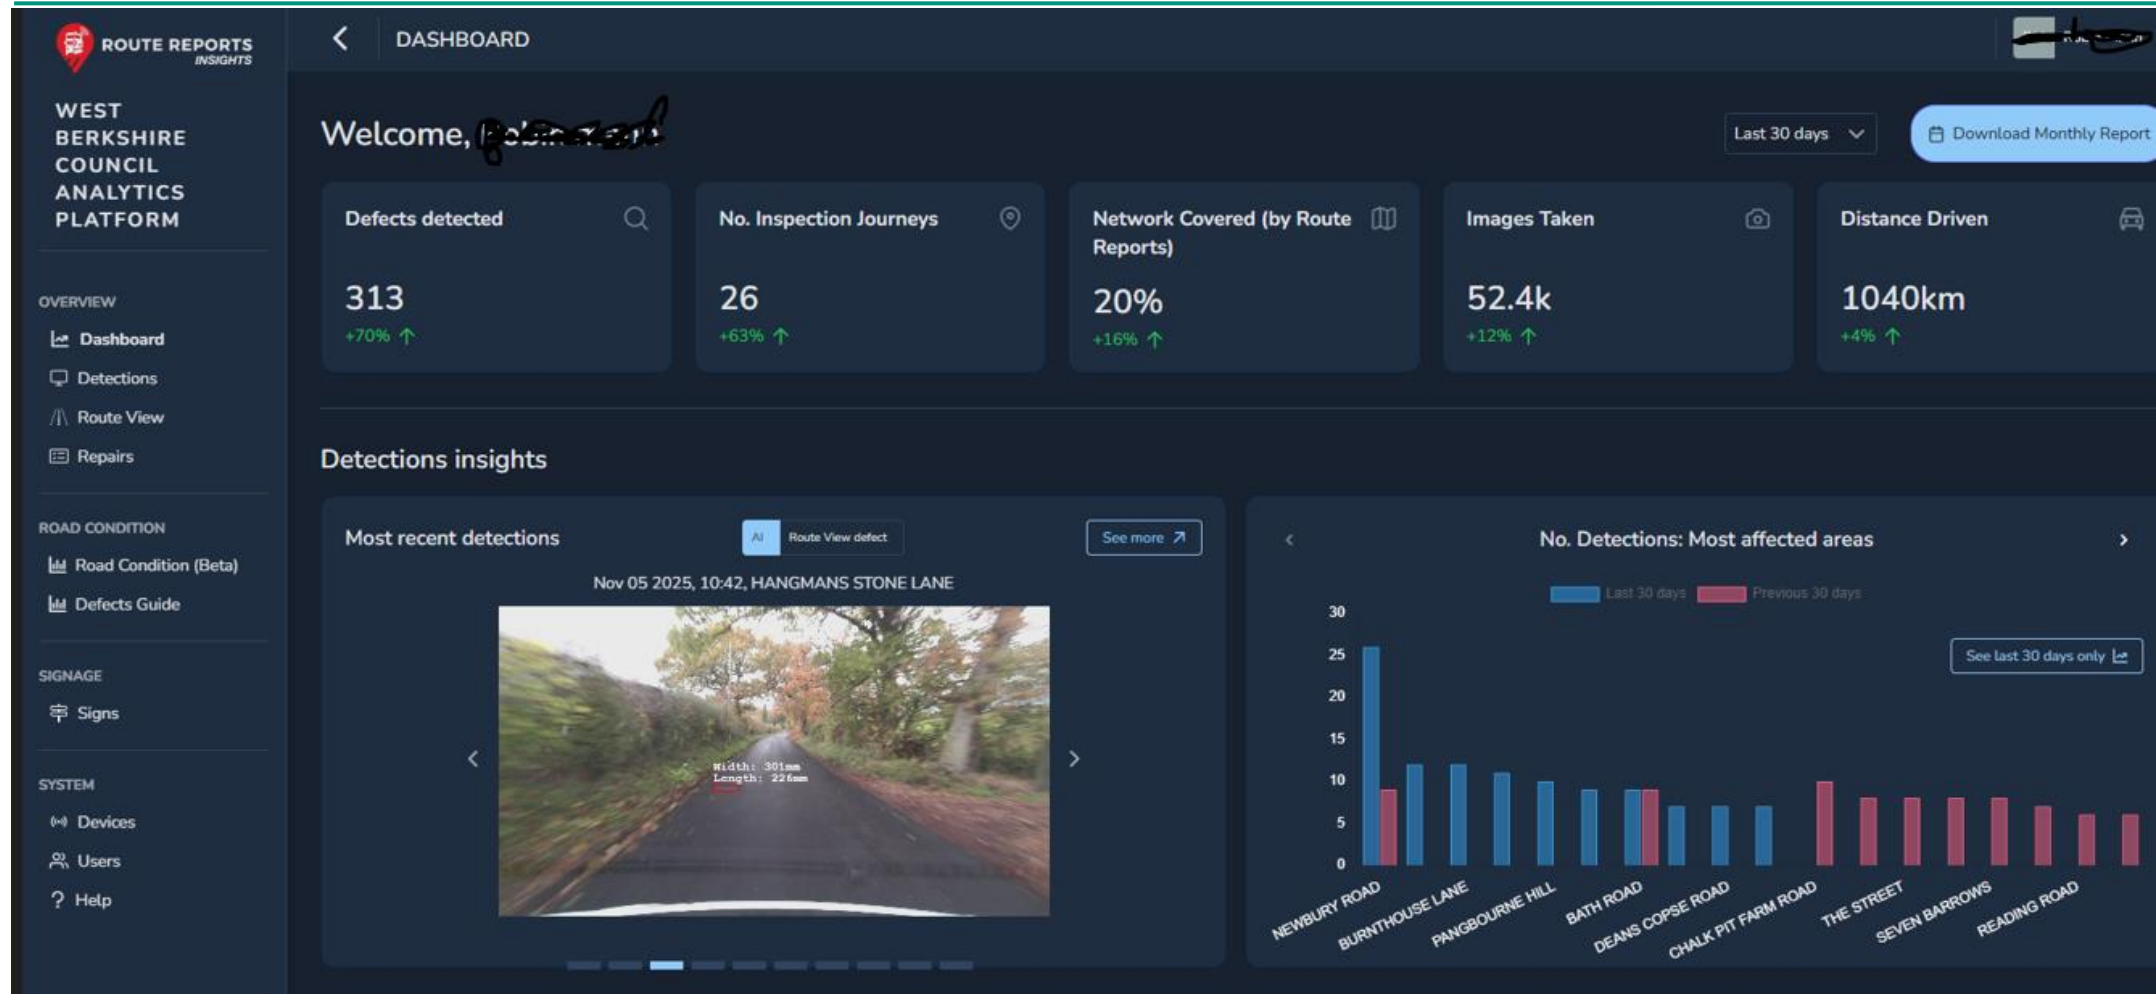 ROUTE REPORTS
INSIGHTS
WEST
BERKSHIRE
COUNCIL
ANALYTICS
PLATFORM
OVERVIEW
Dashboard
Detections
Route View
Repairs
ROAD CONDITION
Road Condition (Beta)
Defects Guide
SIGNAGE
Signs
SYSTEM
Devices
Users
? Help
DASHBOARD
Welcome,
Last 30 days
Download Monthly Report
Defects detected
313
+70%
No. Inspection Journeys
26
+63%
Network Covered (by Route
Reports)
20%
+16%
Images Taken
52.4k
+12%
Distance Driven
1040km
+4%
Detections insights
Most recent detections
AI Route View defect
See more
Nov 05 2025, 10:42, HANGMANS STONE LANE
Width: 301mm
Length: 226mm
No. Detections: Most affected areas
Last 30 days Previous 30 days
See last 30 days only
30
25
20
15
10
5
0
NEWBURY ROAD
BURNTHOUSE LANE
PANGBOURNE HILL
BATH ROAD
DEANS COPSE ROAD
CHALK PIT FARM ROAD
THE STREET
SEVEN BARROWS
READING ROAD